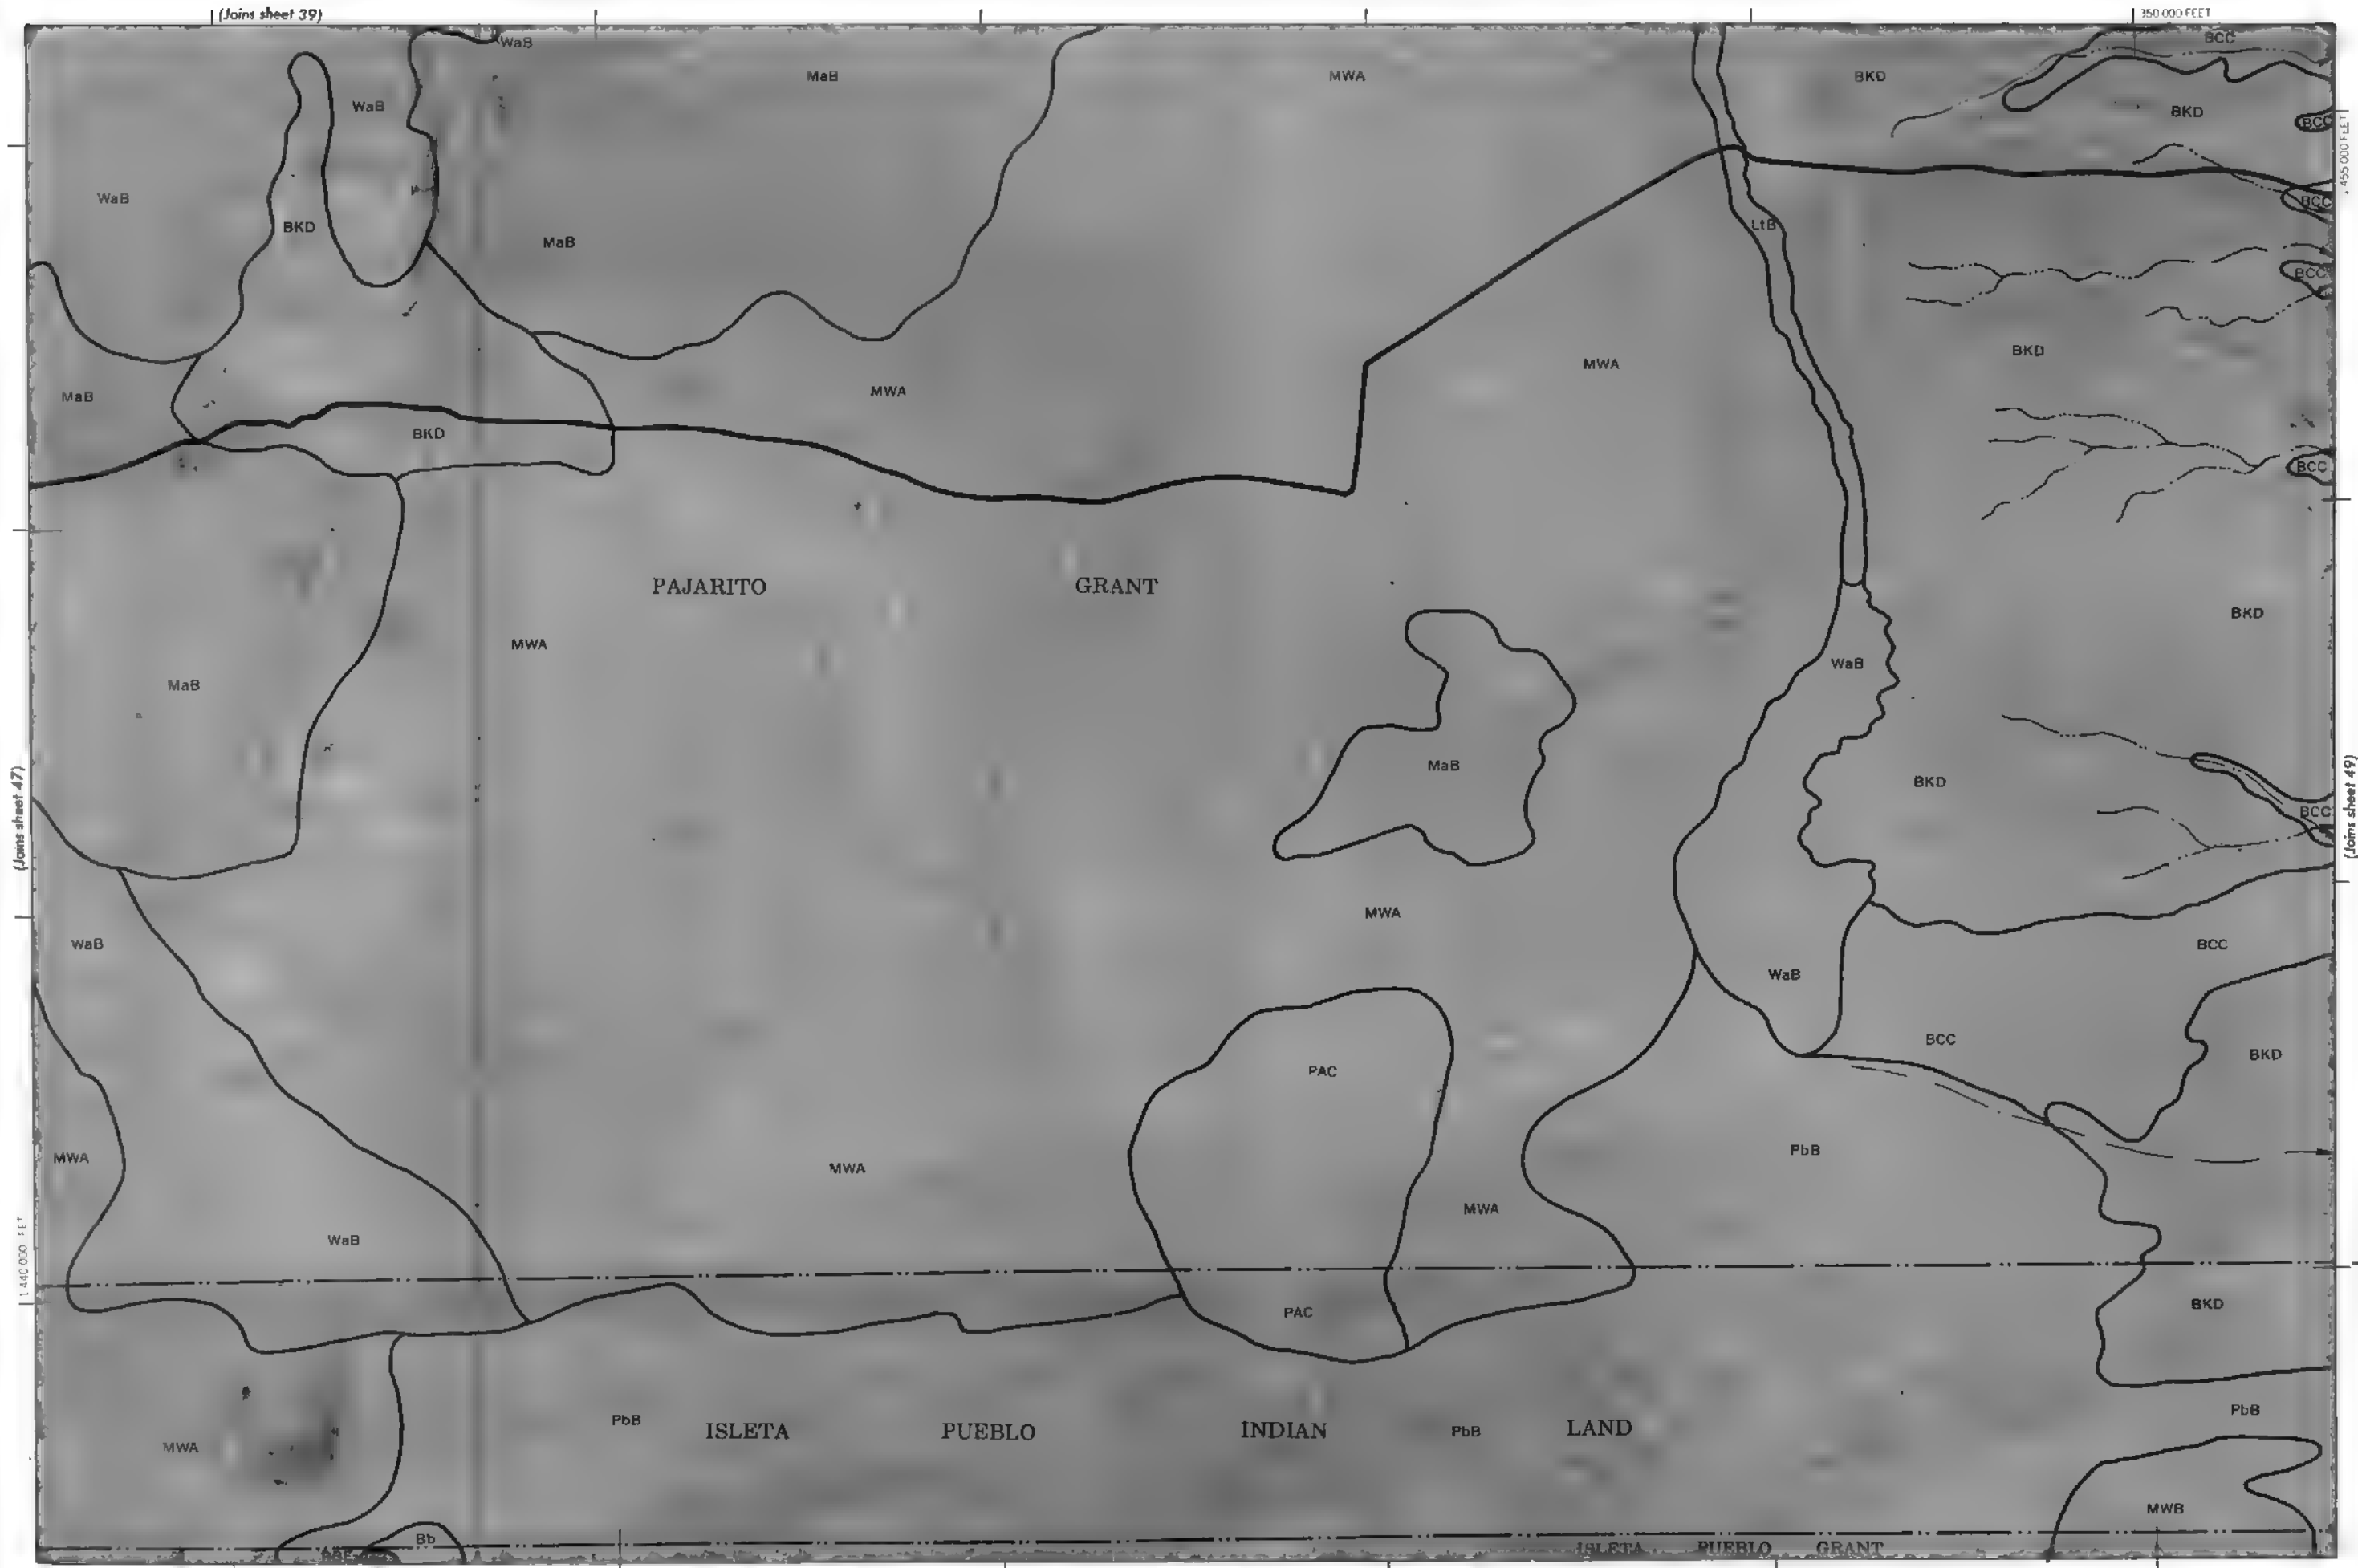 (Joins sheet 39)
350 000 FEET
WaB
BCC
MaB
MWA
BKD
WaB
BKD
BCC
455 000 FEET
WaB
BCC
LtB
BKD
MaB
BCC
BKD
MWA
MaB
MWA
BKD
BCC
PAJARITO GRANT
BKD
MWA
WaB
MaB
MaB
BKD
(Joins sheet 47)
(Joins sheet 49)
BCC
MWA
WaB
BCC
WaB
BCC
BKD
PAC
PbB
MWA
MWA
MWA
WaB
1 440 000 FEET
PAC
BKD
PbB
PbB
ISLETA PUEBLO INDIAN LAND
PbB
MWA
MWB
Bb
ISLETA PUEBLO GRANT